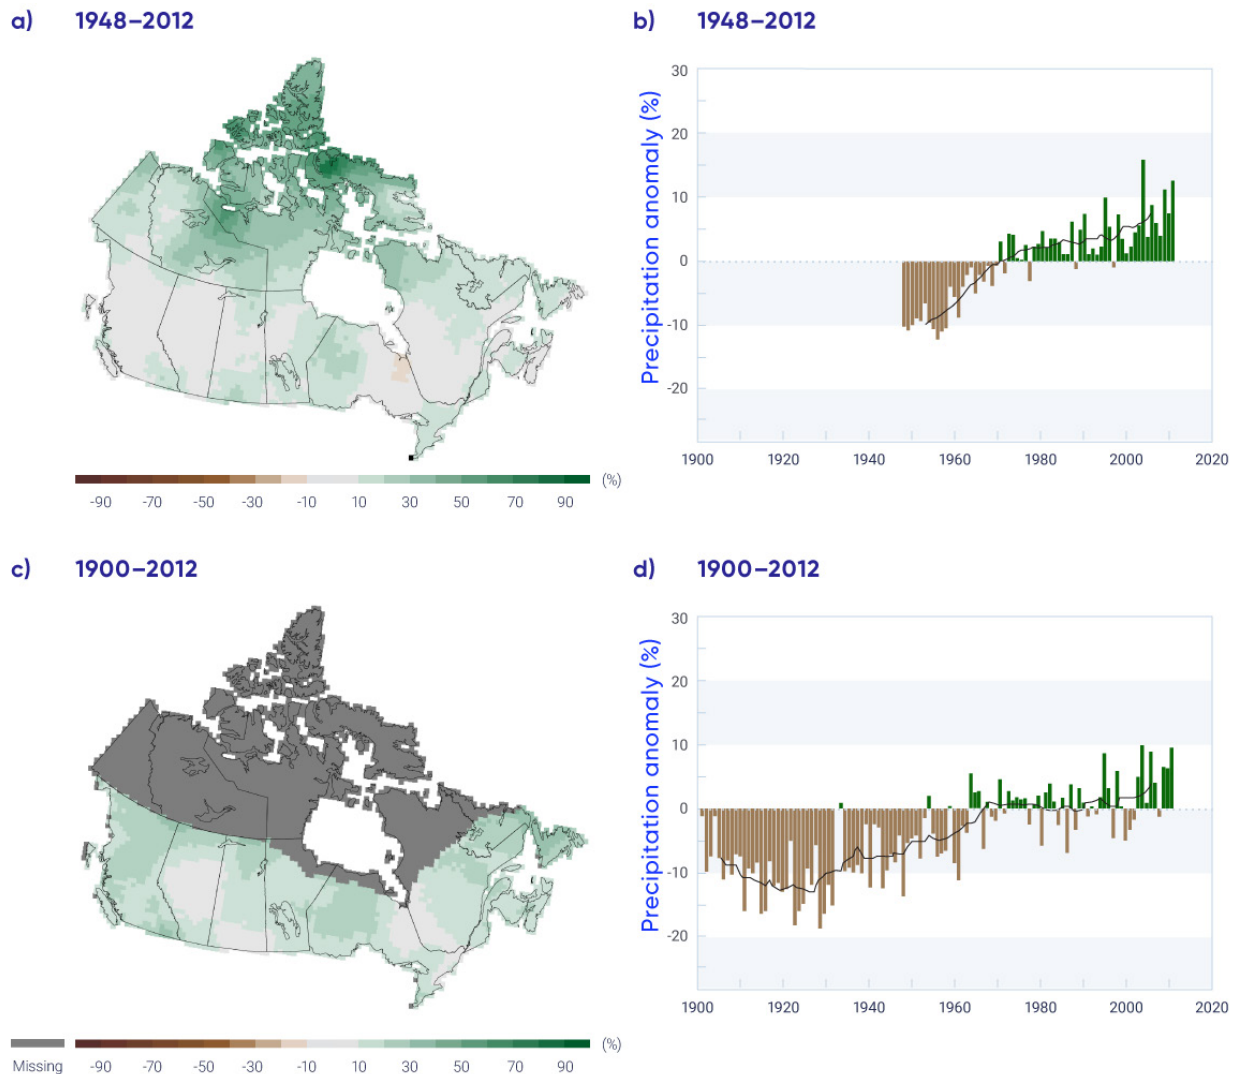 a) 1948–2012
b) 1948–2012
Precipitation anomaly (%)
30
20
10
0
-10
-20
1900 1920 1940 1960 1980 2000 2020
-90 -70 -50 -30 -10 10 30 50 70 90 (%)
c) 1900–2012
d) 1900–2012
Precipitation anomaly (%)
30
20
10
0
-10
-20
1900 1920 1940 1960 1980 2000 2020
Missing -90 -70 -50 -30 -10 10 30 50 70 90 (%)